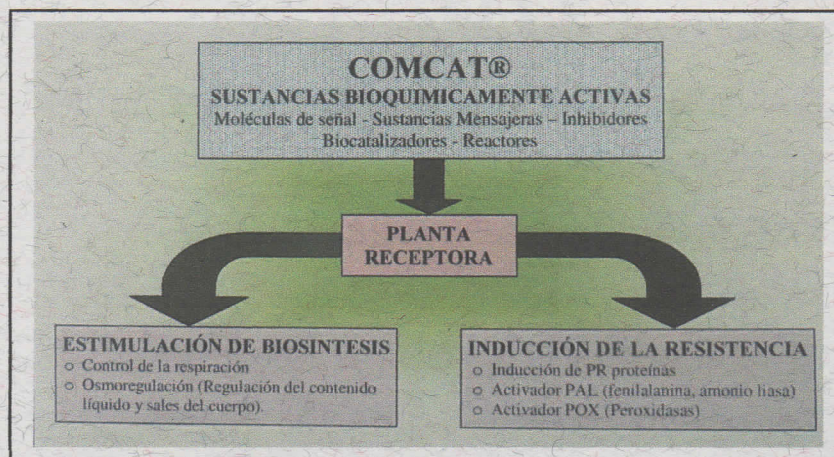 COMCAT®
SUSTANCIAS BIOQUIMICAMENTE ACTIVAS
Moléculas de señal - Sustancias Mensajeras – Inhibidores
Biocatalizadores - Reactores
PLANTA
RECEPTORA
ESTIMULACIÓN DE BIOSINTESIS
o Control de la respiración
o Osmoregulación (Regulación del contenido
líquido y sales del cuerpo).
INDUCCIÓN DE LA RESISTENCIA
o Inducción de PR proteínas
o Activador PAL (fenilalanina, amonio liasa)
o Activador POX (Peroxidasas)